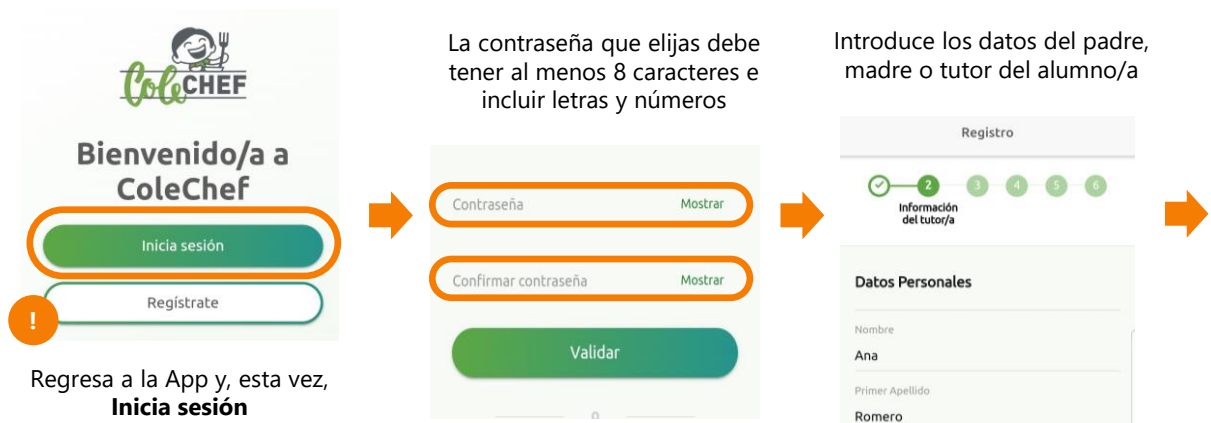 ColeCHEF
Bienvenido/a a
ColeChef
Inicia sesión
Regístrate
!
Regresa a la App y, esta vez,
Inicia sesión
La contraseña que elijas debe
tener al menos 8 caracteres e
incluir letras y números
Contraseña Mostrar
Confirmar contraseña Mostrar
Validar
Introduce los datos del padre,
madre o tutor del alumno/a
Registro
2 3 4 5 6
Información
del tutor/a
Datos Personales
Nombre
Ana
Primer Apellido
Romero